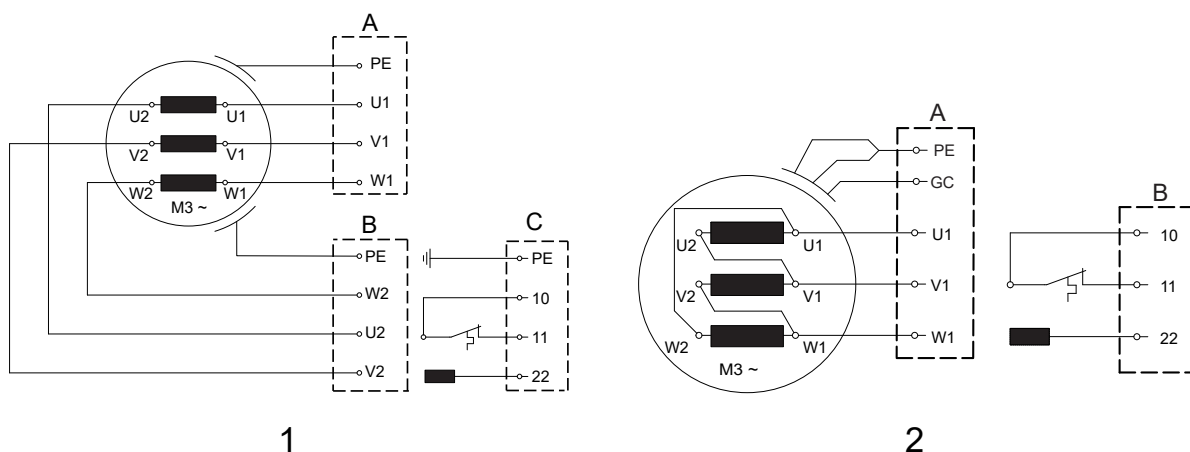 A
PE
U1
V1
W1
U2 U1
V2 V1
W2 W1
M3 ~
B
PE
W2
U2
V2
C
PE
10
11
22
1
A
PE
GC
U1
V1
W1
U2 U1
V2 V1
W2 W1
M3 ~
B
10
11
22
2